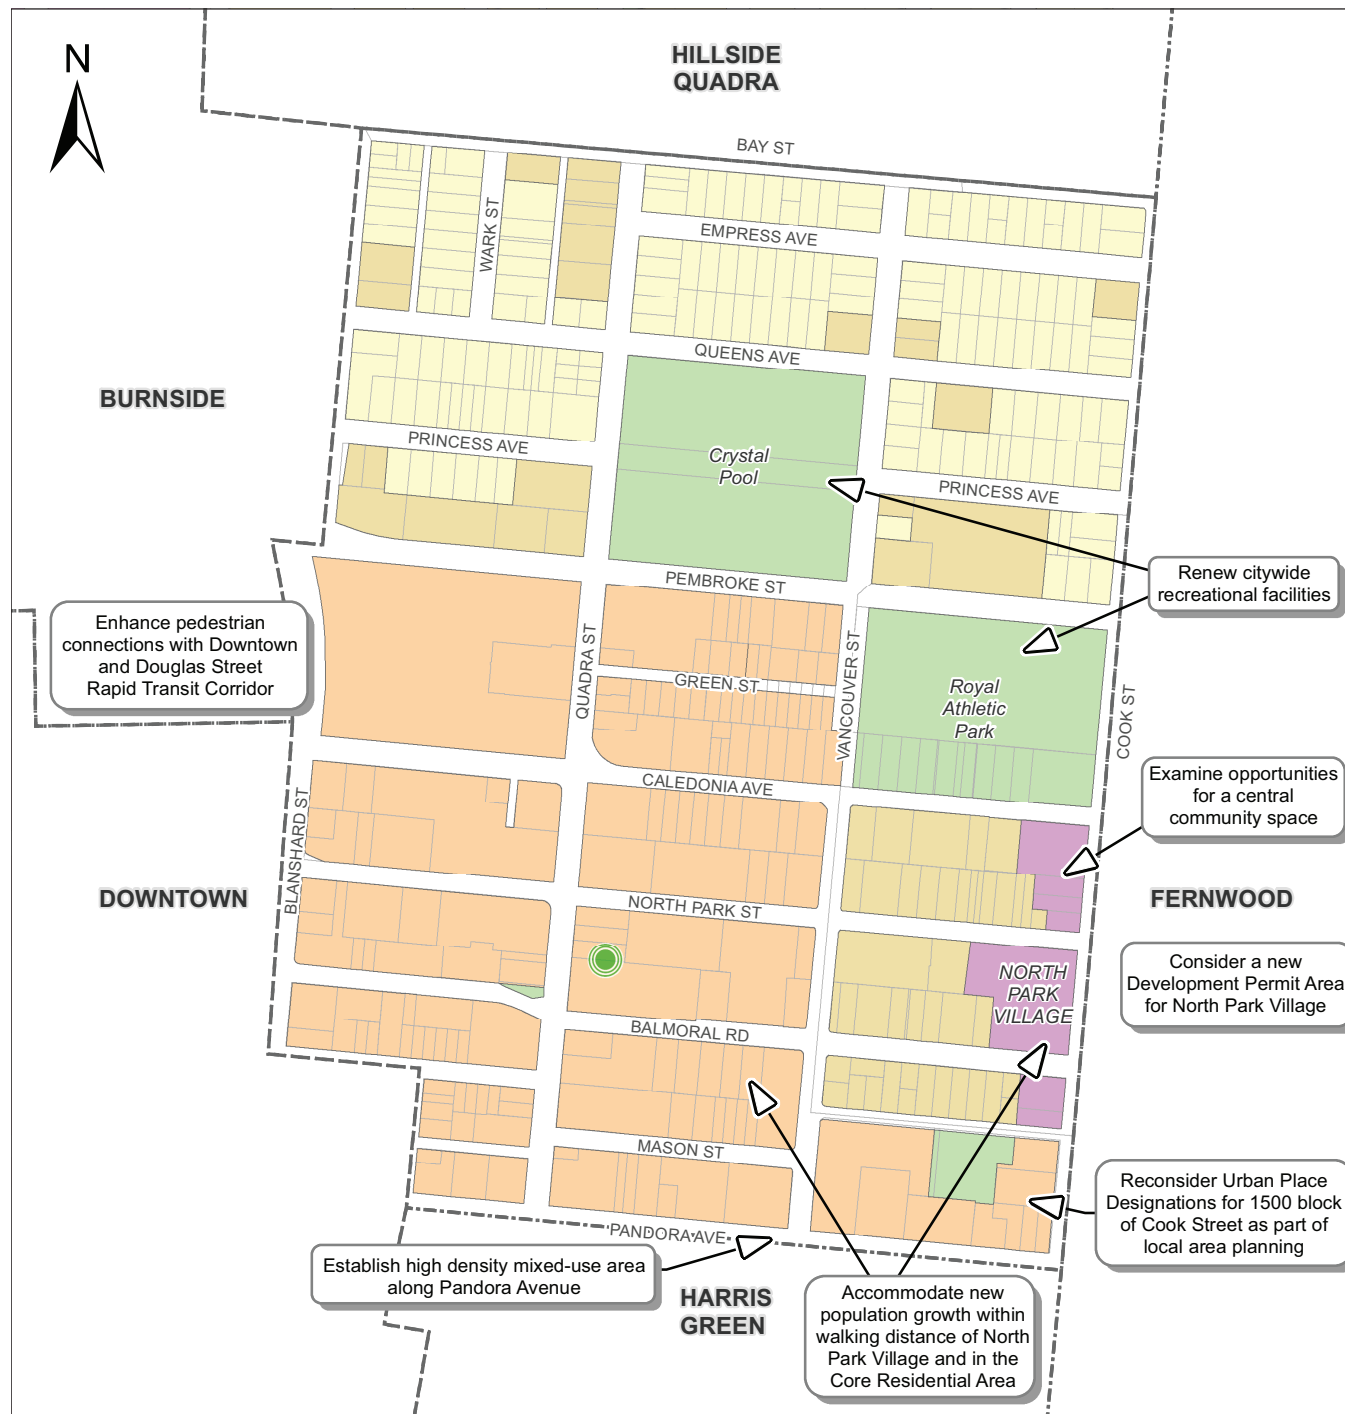 N
HILLSIDE
QUADRA
BAY ST
WARK ST
EMPRESS AVE
QUEENS AVE
BURNSIDE
PRINCESS AVE
Crystal
Pool
PRINCESS AVE
PEMBROKE ST
Renew citywide
recreational facilities
Enhance pedestrian
connections with Downtown
and Douglas Street
Rapid Transit Corridor
QUADRA ST
GREEN ST
VANCOUVER ST
Royal
Athletic
Park
COOK ST
CALEDONIA AVE
Examine opportunities
for a central
community space
BLANSHARD ST
DOWNTOWN
NORTH PARK ST
FERNWOOD
NORTH
PARK
VILLAGE
Consider a new
Development Permit Area
for North Park Village
BALMORAL RD
MASON ST
Reconsider Urban Place
Designations for 1500 block
of Cook Street as part of
local area planning
PANDORA AVE
Establish high density mixed-use area
along Pandora Avenue
HARRIS
GREEN
Accommodate new
population growth within
walking distance of North
Park Village and in the
Core Residential Area